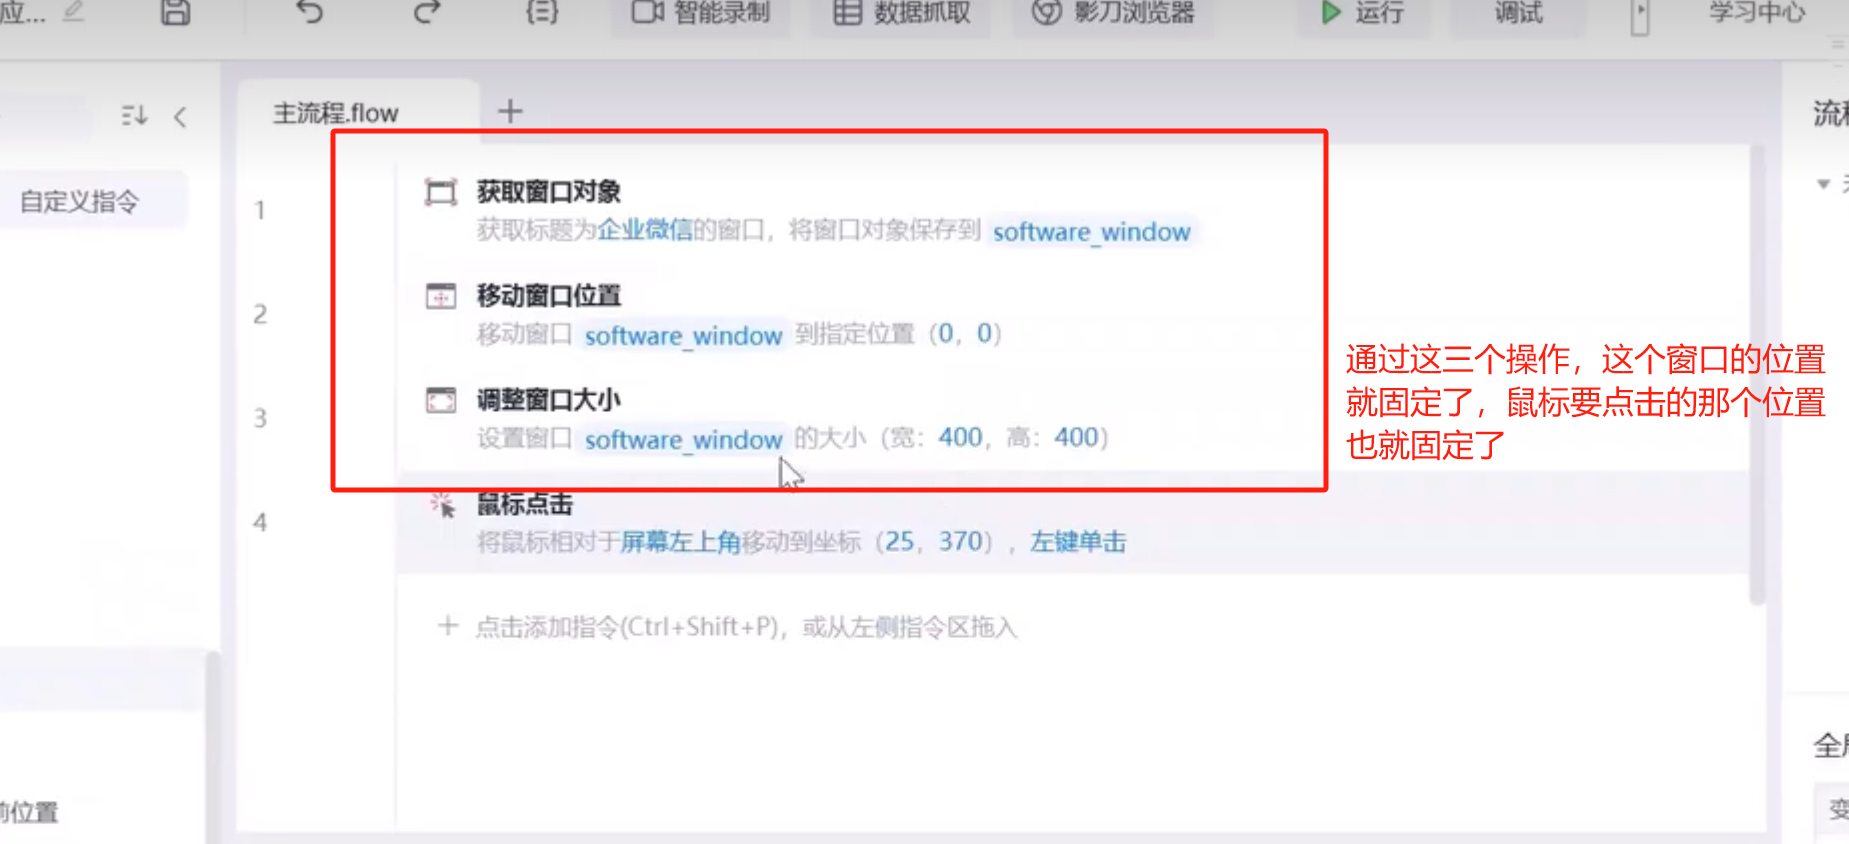 应...
智能录制
数据抓取
影刀浏览器
运行
调试
学习中心
主流程.flow
自定义指令
1
获取窗口对象
获取标题为企业微信的窗口，将窗口对象保存到 software_window
2
移动窗口位置
移动窗口 software_window 到指定位置（0，0）
3
调整窗口大小
设置窗口 software_window 的大小（宽：400，高：400）
4
鼠标点击
将鼠标相对于屏幕左上角移动到坐标（25，370），左键单击
点击添加指令(Ctrl+Shift+P)，或从左侧指令区拖入
通过这三个操作，这个窗口的位置
就固定了，鼠标要点击的那个位置
也就固定了
流程
位置
全局